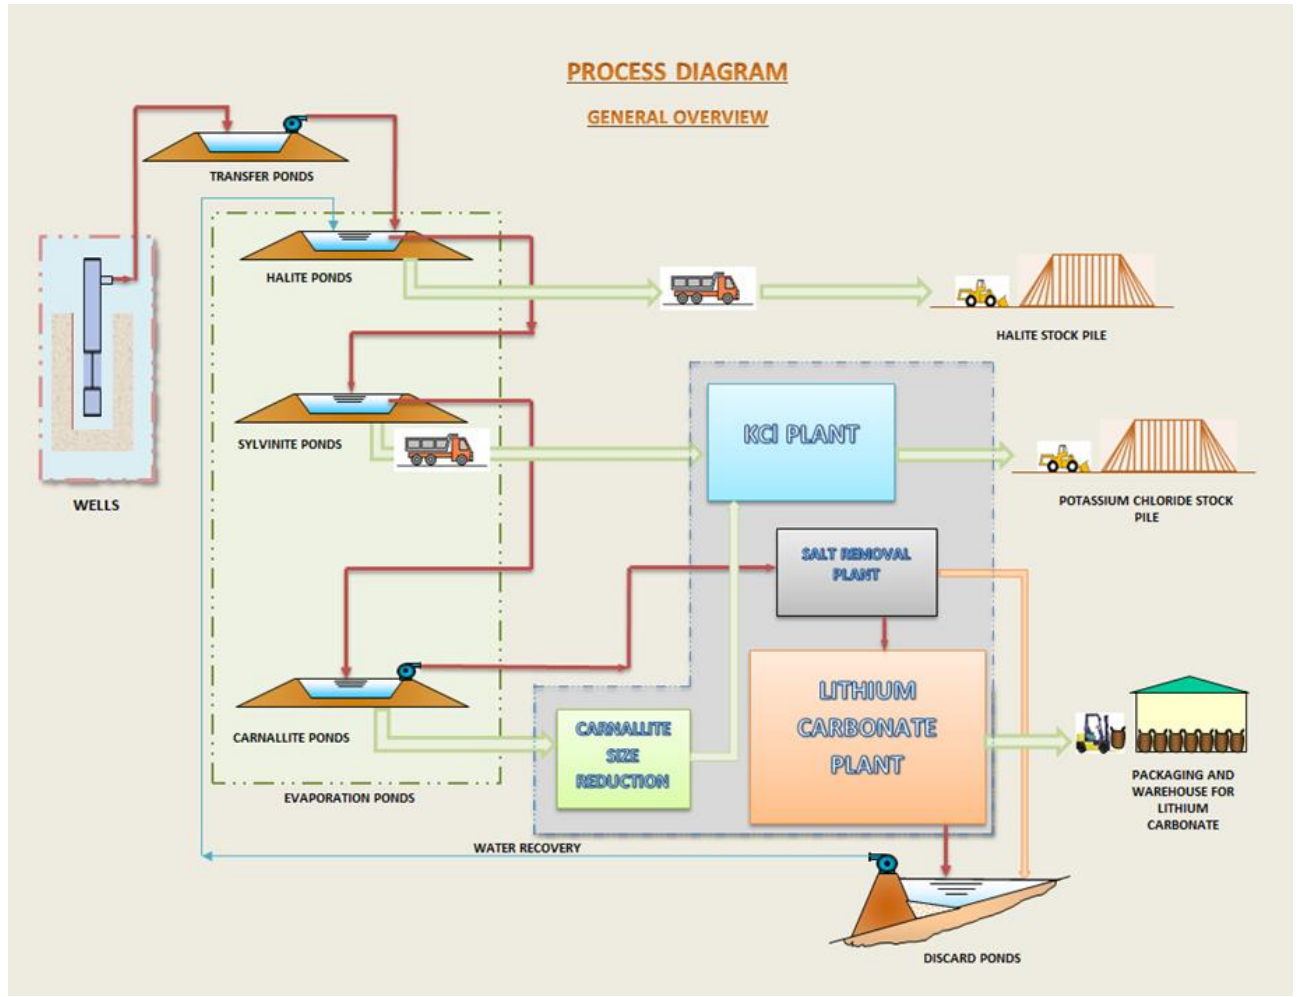 PROCESS DIAGRAM
GENERAL OVERVIEW
TRANSFER PONDS
HALITE PONDS
HALITE STOCK PILE
SYLVINITE PONDS
KCl PLANT
WELLS
POTASSIUM CHLORIDE STOCK
PILE
SALT REMOVAL
PLANT
LITHIUM
CARBONATE
PLANT
CARNALLITE PONDS
CARNALLITE
SIZE
REDUCTION
EVAPORATION PONDS
PACKAGING AND
WAREHOUSE FOR
LITHIUM
CARBONATE
WATER RECOVERY
DISCARD PONDS